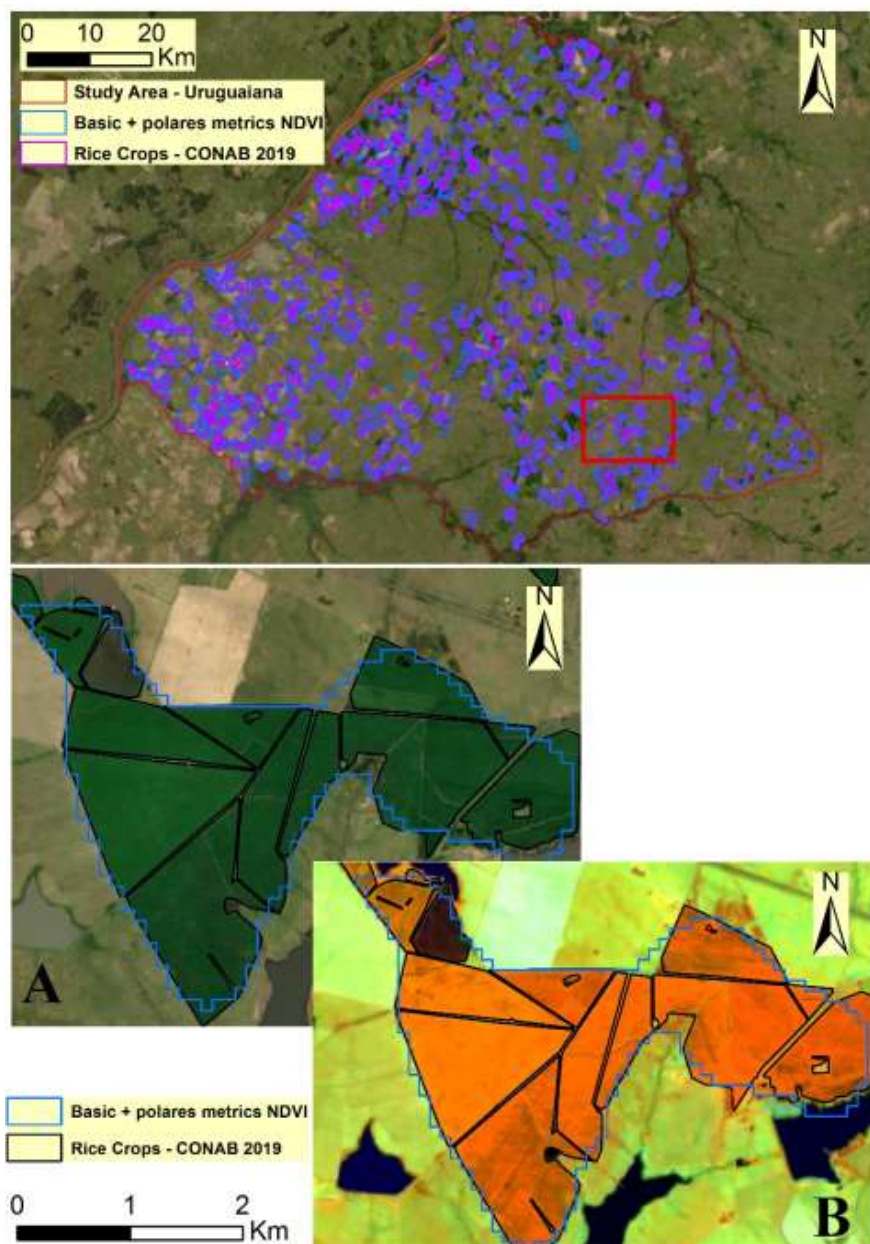 0 10 20
Km
Study Area - Uruguaiana
Basic + polares metrics NDVI
Rice Crops - CONAB 2019
N
N
A
N
B
Basic + polares metrics NDVI
Rice Crops - CONAB 2019
0 1 2
Km